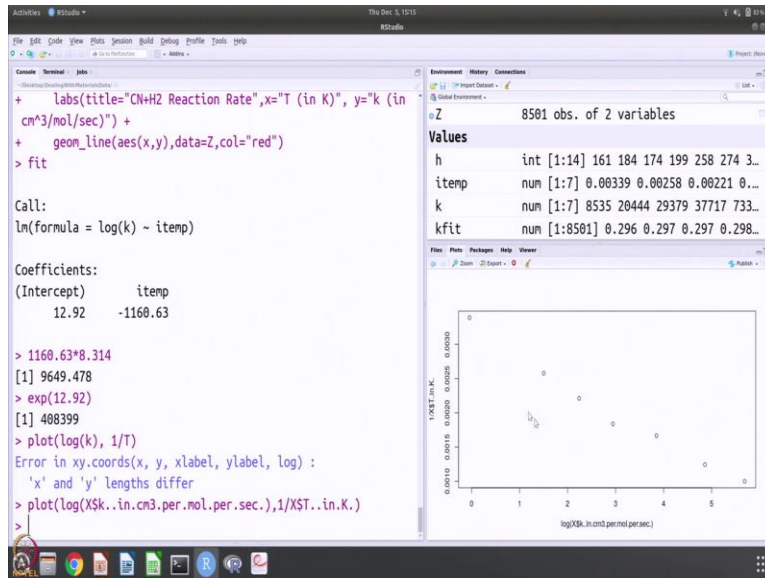 Activities RStudio Thu Dec 5, 15:15
RStudio
File Edit Code View Plots Session Build Debug Profile Tools Help
Go to file/function Addins
Console Terminal Jobs
~/Desktop/DealingWithMaterialsData/
+ labs(title="CN+H2 Reaction Rate",x="T (in K)", y="k (in
cm^3/mol/sec)") +
+ geom_line(aes(x,y),data=Z,col="red")
> fit
Call:
lm(formula = log(k) ~ itemp)
Coefficients:
(Intercept) itemp
12.92 -1160.63
> 1160.63*8.314
[1] 9649.478
> exp(12.92)
[1] 408399
> plot(log(k), 1/T)
Error in xy.coords(x, y, xlabel, ylabel, log) :
'x' and 'y' lengths differ
> plot(log(X$k..in.cm3.per.mol.per.sec.),1/X$T..in.K.)
>
NPTEL
Environment History Connections
Import Dataset
List
Global Environment
Z 8501 obs. of 2 variables
Values
h int [1:14] 161 184 174 199 258 274 3…
itemp num [1:7] 0.00339 0.00258 0.00221 0.…
k num [1:7] 8535 20444 29379 37717 733…
kfit num [1:8501] 0.296 0.297 0.297 0.298…
Files Plots Packages Help Viewer
Zoom Export Publish
1/X$T..in.K.
0.0030
0.0025
0.0020
0.0015
0.0010
0 1 2 3 4 5
log(X$k..in.cm3.per.mol.per.sec.)